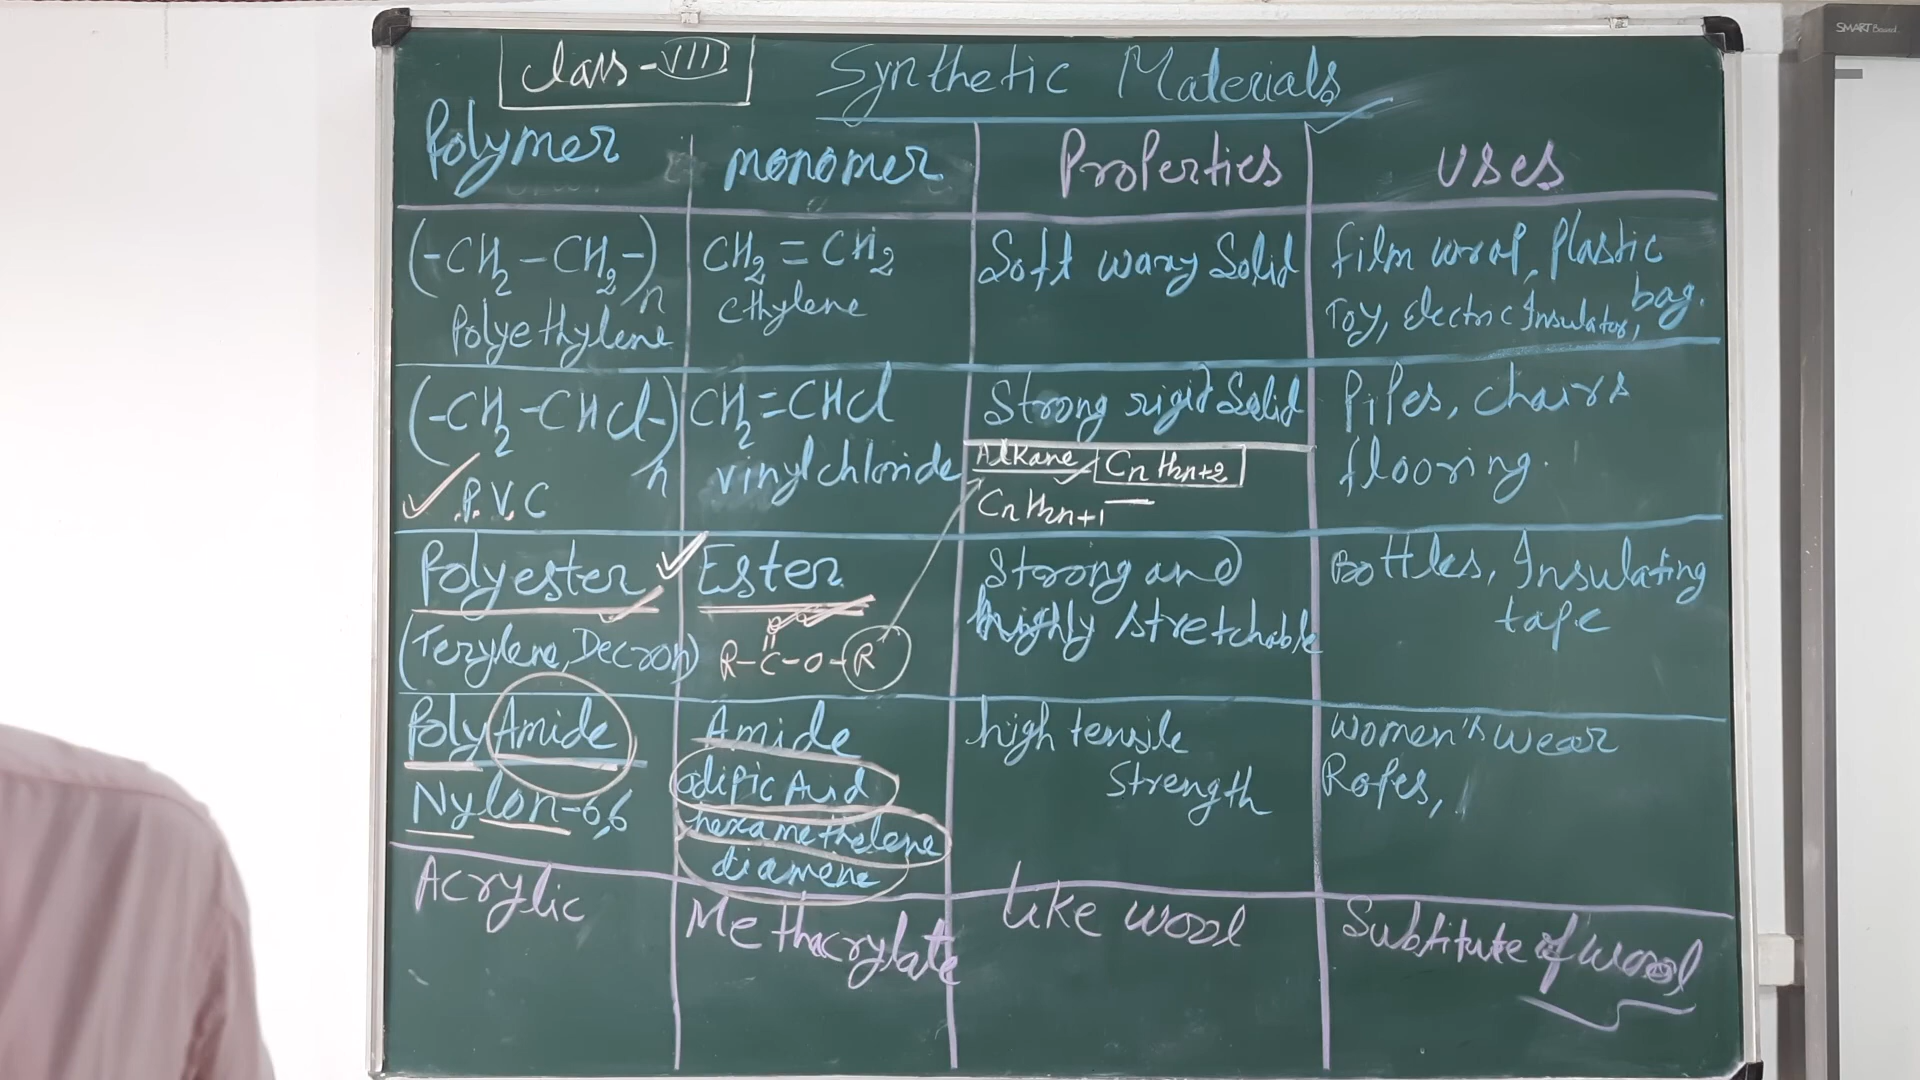 Class - VIII
Synthetic Materials
Polymer
monomer
Properties
Uses
(-CH2-CH2-)n
Polyethylene
CH2=CH2
Ethylene
Soft waxy Solid
Film wrap, Plastic bag.
Toy, electric Insulator,
(-CH2-CHCl-)n
P.V.C
CH2=CHCl
vinyl chloride
Strong rigid Solid
Alkane CnH2n+2
CnH2n+1
Pipes, chairs
flooring.
Polyester
(Terylene, Decron)
Ester
R-C-O-R
Strong and
highly stretchable
Bottles, Insulating
tape
PolyAmide
Nylon-6,6
Amide
adipic Acid
hexamethelene
diamene
high tensile
Strength
Women's wear
Ropes,
Acrylic
Methacrylate
Like wool
Substitute of wool
SMART Board